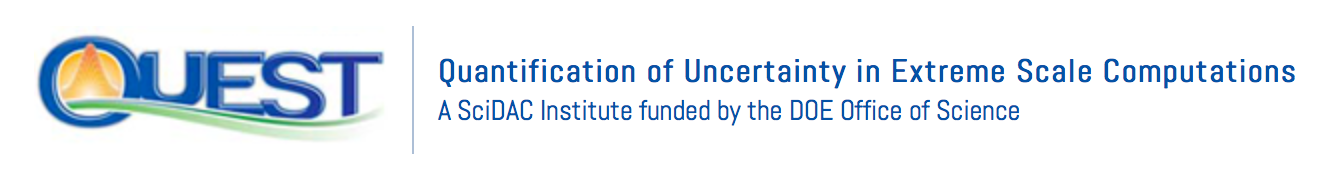 QUEST
Quantification of Uncertainty in Extreme Scale Computations
A SciDAC Institute funded by the DOE Office of Science